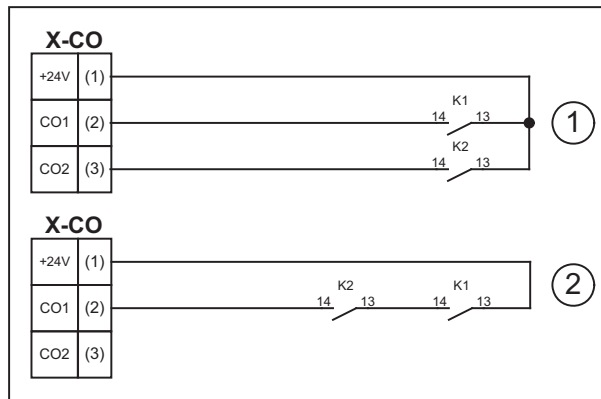 X-CO
+24V (1)
K1
CO1 (2) 14 13 1
K2
CO2 (3) 14 13
X-CO
+24V (1) 2
K2 K1
CO1 (2) 14 13 14 13
CO2 (3)